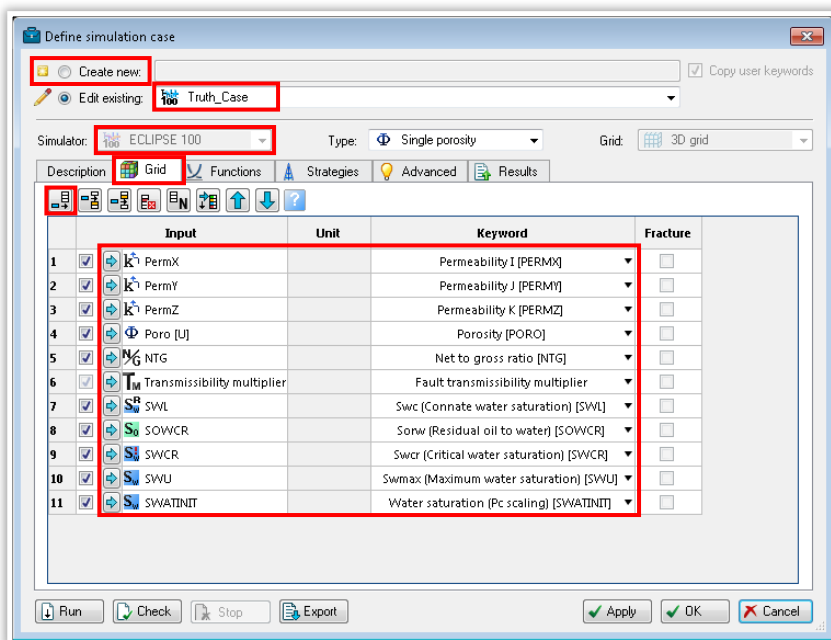 Define simulation case
Create new:
Copy user keywords
Edit existing: Truth_Case
Simulator: ECLIPSE 100 Type: Single porosity Grid: 3D grid
Description Grid Functions Strategies Advanced Results
Input Unit Keyword Fracture
1 PermX Permeability I [PERMX]
2 PermY Permeability J [PERMY]
3 PermZ Permeability K [PERMZ]
4 Poro [U] Porosity [PORO]
5 NTG Net to gross ratio [NTG]
6 Transmissibility multiplier Fault transmissibility multiplier
7 SWL Swc (Connate water saturation) [SWL]
8 SOWCR Sorw (Residual oil to water) [SOWCR]
9 SWCR Swcr (Critical water saturation) [SWCR]
10 SWU Swmax (Maximum water saturation) [SWU]
11 SWATINIT Water saturation (Pc scaling) [SWATINIT]
Run Check Stop Export Apply OK Cancel